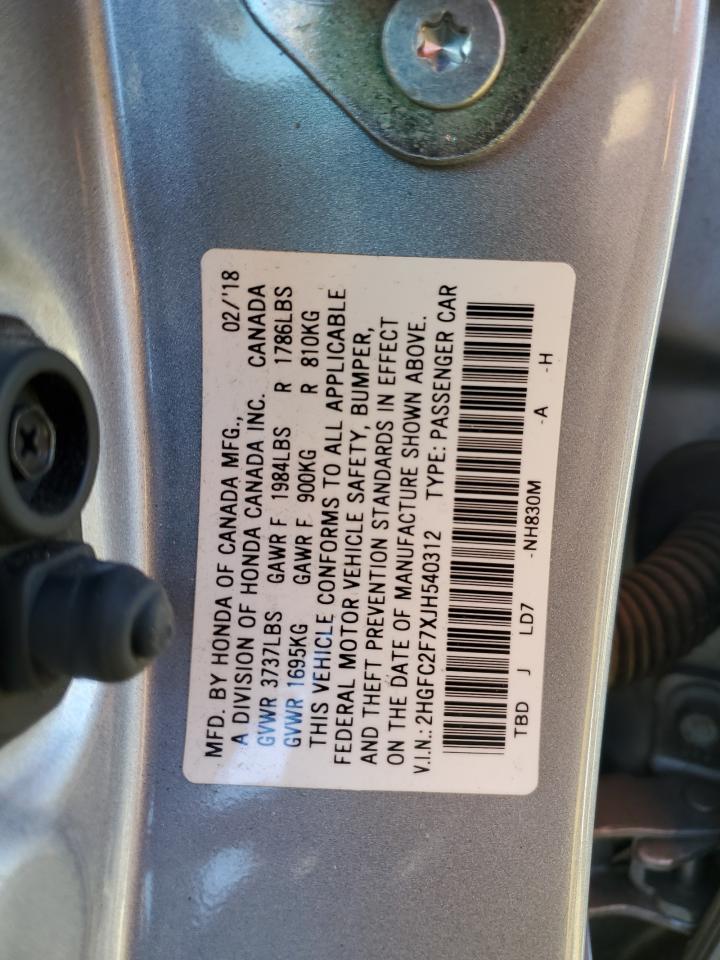 MFD. BY HONDA OF CANADA MFG., 02/'18
A DIVISION OF HONDA CANADA INC. CANADA
GVWR 3737LBS GAWR F 1984LBS R 1786LBS
GVWR 1695KG GAWR F 900KG R 810KG
THIS VEHICLE CONFORMS TO ALL APPLICABLE
FEDERAL MOTOR VEHICLE SAFETY, BUMPER,
AND THEFT PREVENTION STANDARDS IN EFFECT
ON THE DATE OF MANUFACTURE SHOWN ABOVE.
V.I.N.: 2HGFC2F7XJH540312 TYPE: PASSENGER CAR
TBD J LD7 -NH830M -A -H